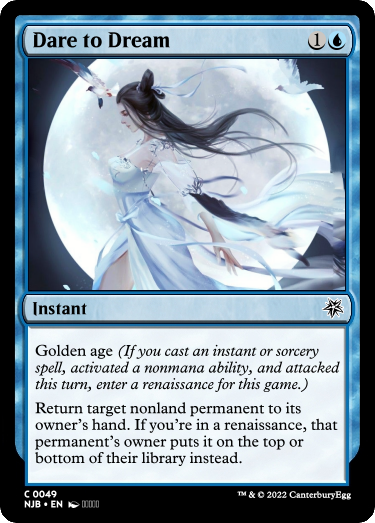 Dare to Dream 1
Instant
Golden age (If you cast an instant or sorcery
spell, activated a nonmana ability, and attacked
this turn, enter a renaissance for this game.)
Return target nonland permanent to its
owner's hand. If you're in a renaissance, that
permanent's owner puts it on the top or
bottom of their library instead.
C 0049
NJB • EN
™ & © 2022 CanterburyEgg